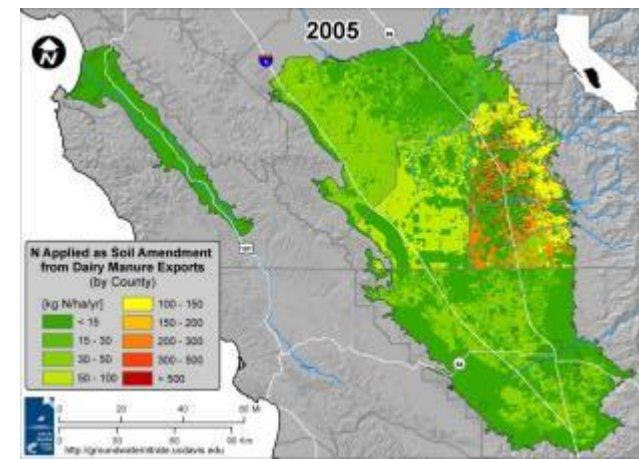 2005
N Applied as Soil Amendment
from Dairy Manure Exports
(by County)
[kg N/ha/yr]
< 15
15 - 30
30 - 50
50 - 100
100 - 150
150 - 200
200 - 300
300 - 500
> 500
0 20 40 60 Mi
0 30 60 90 Km
http://groundwaternitrate.ucdavis.edu